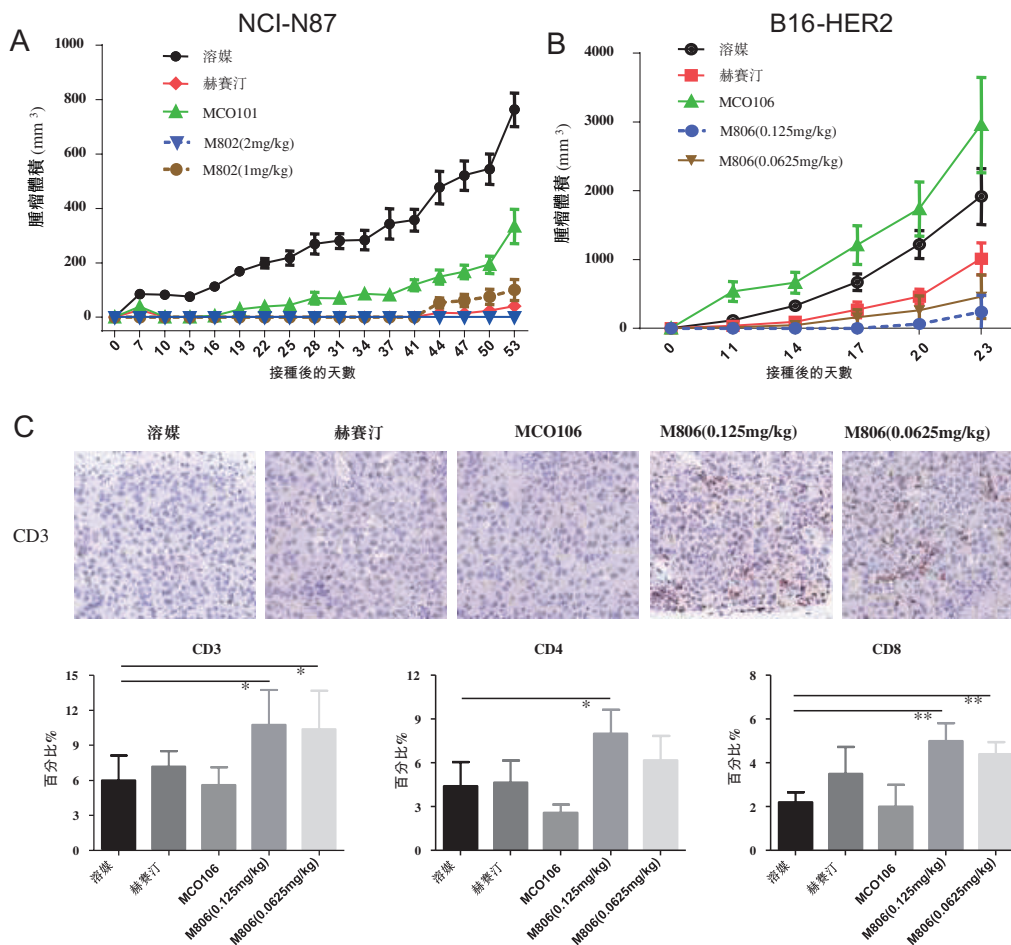 A
NCI-N87
腫瘤體積 (mm ³)
1000
800
600
400
200
0
溶媒
赫賽汀
MCO101
M802(2mg/kg)
M802(1mg/kg)
0 7 10 13 16 19 22 25 28 31 34 37 41 44 47 50 53
接種後的天數
B
B16-HER2
腫瘤體積 (mm ³)
4000
3000
2000
1000
0
溶媒
赫賽汀
MCO106
M806(0.125mg/kg)
M806(0.0625mg/kg)
0 11 14 17 20 23
接種後的天數
C
溶媒
赫賽汀
MCO106
M806(0.125mg/kg)
M806(0.0625mg/kg)
CD3
CD3
百分比%
15
12
9
6
3
0
*
*
溶媒
赫賽汀
MCO106
M806(0.125mg/kg)
M806(0.0625mg/kg)
CD4
百分比%
12
9
6
3
0
*
溶媒
赫賽汀
MCO106
M806(0.125mg/kg)
M806(0.0625mg/kg)
CD8
百分比%
8
6
4
2
0
**
**
溶媒
赫賽汀
MCO106
M806(0.125mg/kg)
M806(0.0625mg/kg)